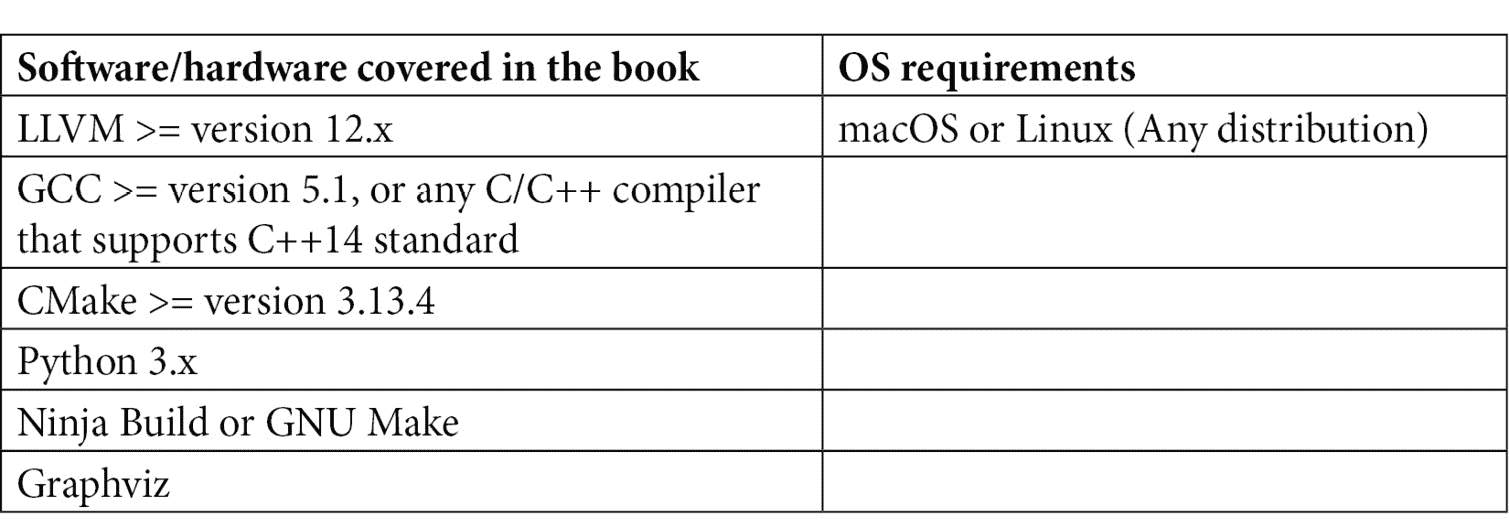 Software/hardware covered in the book
OS requirements
LLVM >= version 12.x
macOS or Linux (Any distribution)
GCC >= version 5.1, or any C/C++ compiler
that supports C++14 standard
CMake >= version 3.13.4
Python 3.x
Ninja Build or GNU Make
Graphviz